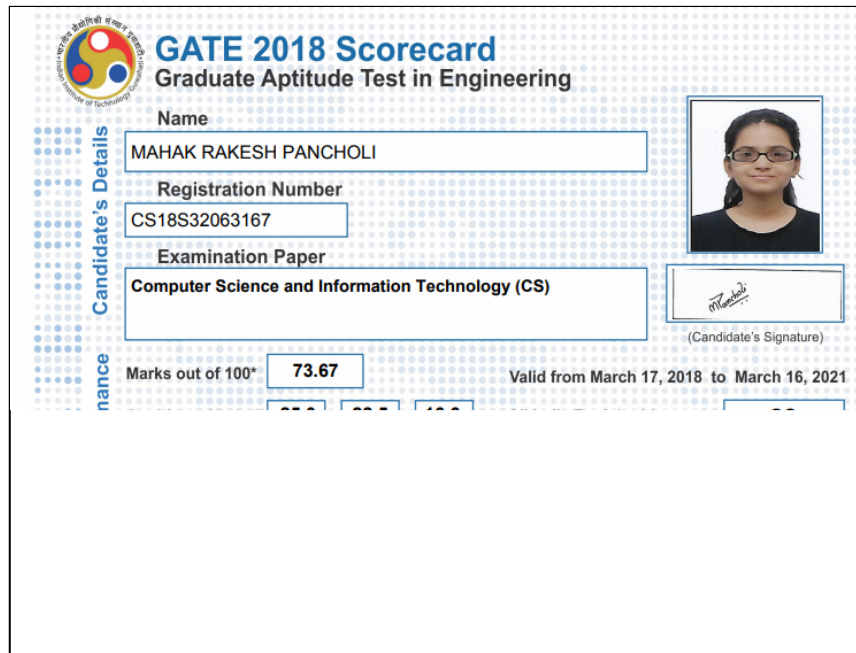 GATE 2018 Scorecard
Graduate Aptitude Test in Engineering
Name
MAHAK RAKESH PANCHOLI
Registration Number
CS18S32063167
Examination Paper
Computer Science and Information Technology (CS)
Candidate's Details
MPancholi
(Candidate's Signature)
Marks out of 100* 73.67
Valid from March 17, 2018 to March 16, 2021